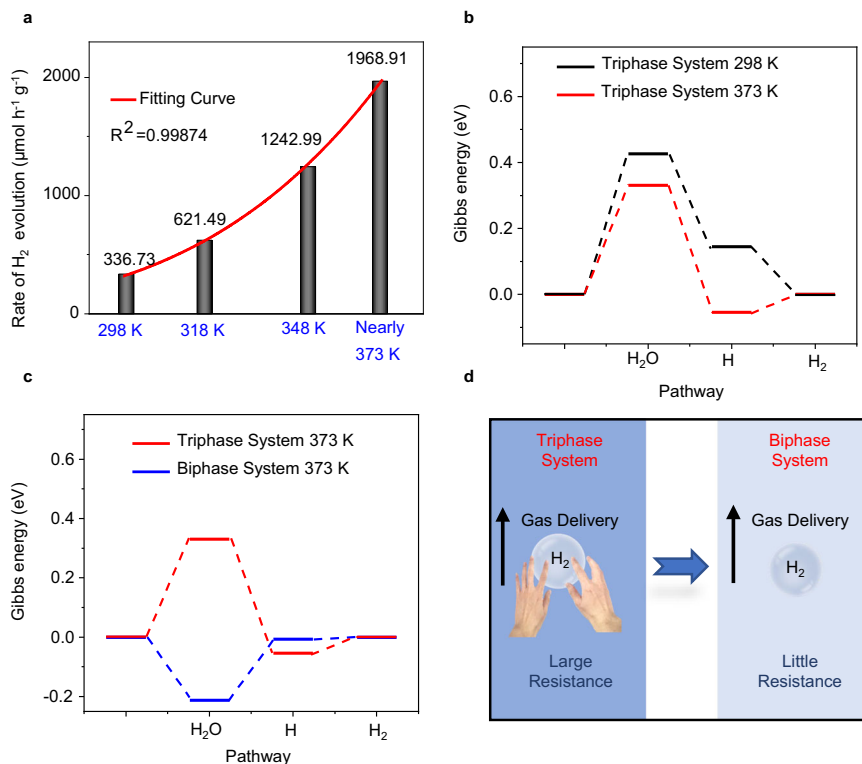 a
Rate of H2 evolution (μmol h-1 g-1)
2000
1000
0
Fitting Curve
R2=0.99874
336.73
621.49
1242.99
1968.91
298 K
318 K
348 K
Nearly
373 K
b
Gibbs energy (eV)
0.6
0.4
0.2
0.0
Triphase System 298 K
Triphase System 373 K
H2O
H
H2
Pathway
c
Gibbs energy (eV)
0.6
0.4
0.2
0.0
-0.2
Triphase System 373 K
Biphase System 373 K
H2O
H
H2
Pathway
d
Triphase
System
Gas Delivery
H2
Large
Resistance
Biphase
System
Gas Delivery
H2
Little
Resistance